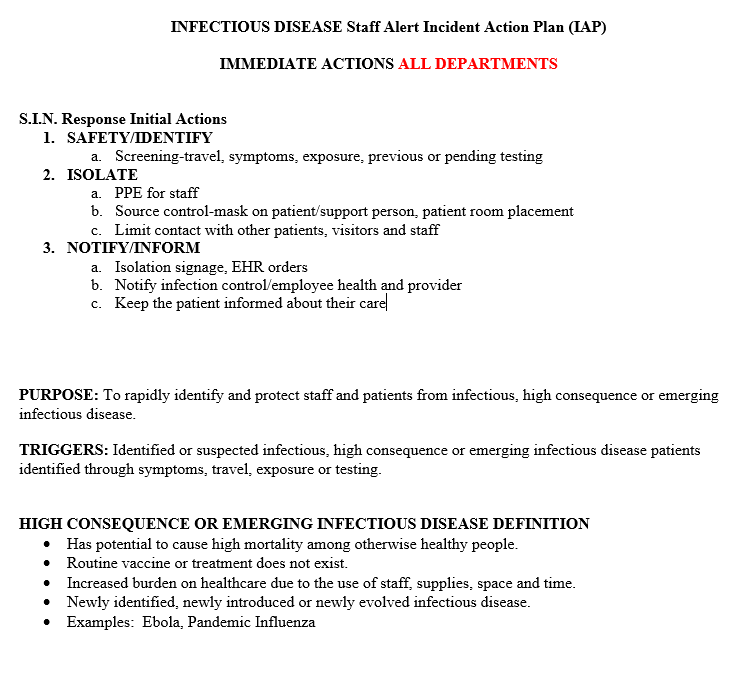 INFECTIOUS DISEASE Staff Alert Incident Action Plan (IAP)
IMMEDIATE ACTIONS ALL DEPARTMENTS
S.I.N. Response Initial Actions
1. SAFETY/IDENTIFY
a. Screening-travel, symptoms, exposure, previous or pending testing
2. ISOLATE
a. PPE for staff
b. Source control-mask on patient/support person, patient room placement
c. Limit contact with other patients, visitors and staff
3. NOTIFY/INFORM
a. Isolation signage, EHR orders
b. Notify infection control/employee health and provider
c. Keep the patient informed about their care
PURPOSE: To rapidly identify and protect staff and patients from infectious, high consequence or emerging
infectious disease.
TRIGGERS: Identified or suspected infectious, high consequence or emerging infectious disease patients
identified through symptoms, travel, exposure or testing.
HIGH CONSEQUENCE OR EMERGING INFECTIOUS DISEASE DEFINITION
• Has potential to cause high mortality among otherwise healthy people.
• Routine vaccine or treatment does not exist.
• Increased burden on healthcare due to the use of staff, supplies, space and time.
• Newly identified, newly introduced or newly evolved infectious disease.
• Examples:  Ebola, Pandemic Influenza